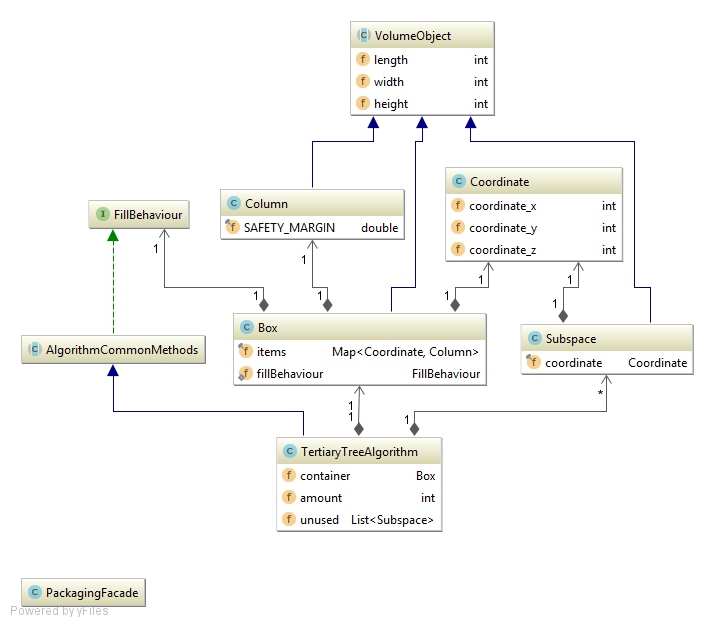 VolumeObject
length int
width int
height int
Column
SAFETY_MARGIN double
Coordinate
coordinate_x int
coordinate_y int
coordinate_z int
FillBehaviour
1
1
1
1
1
1
1
1
Box
items Map<Coordinate, Column>
fillBehaviour FillBehaviour
AlgorithmCommonMethods
Subspace
coordinate Coordinate
1
1
1
*
TertiaryTreeAlgorithm
container Box
amount int
unused List<Subspace>
PackagingFacade
Powered by yFiles